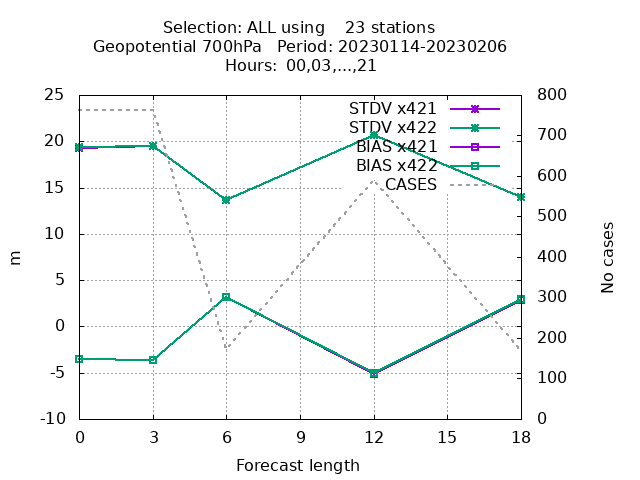 Selection: ALL using    23 stations
Geopotential 700hPa   Period: 20230114-20230206
Hours: 00,03,...,21
25
20
15
10
5
0
-5
-10
m
800
700
600
500
400
300
200
100
0
No cases
STDV x421
STDV x422
BIAS x421
BIAS x422
CASES
0
3
6
9
12
15
18
Forecast length